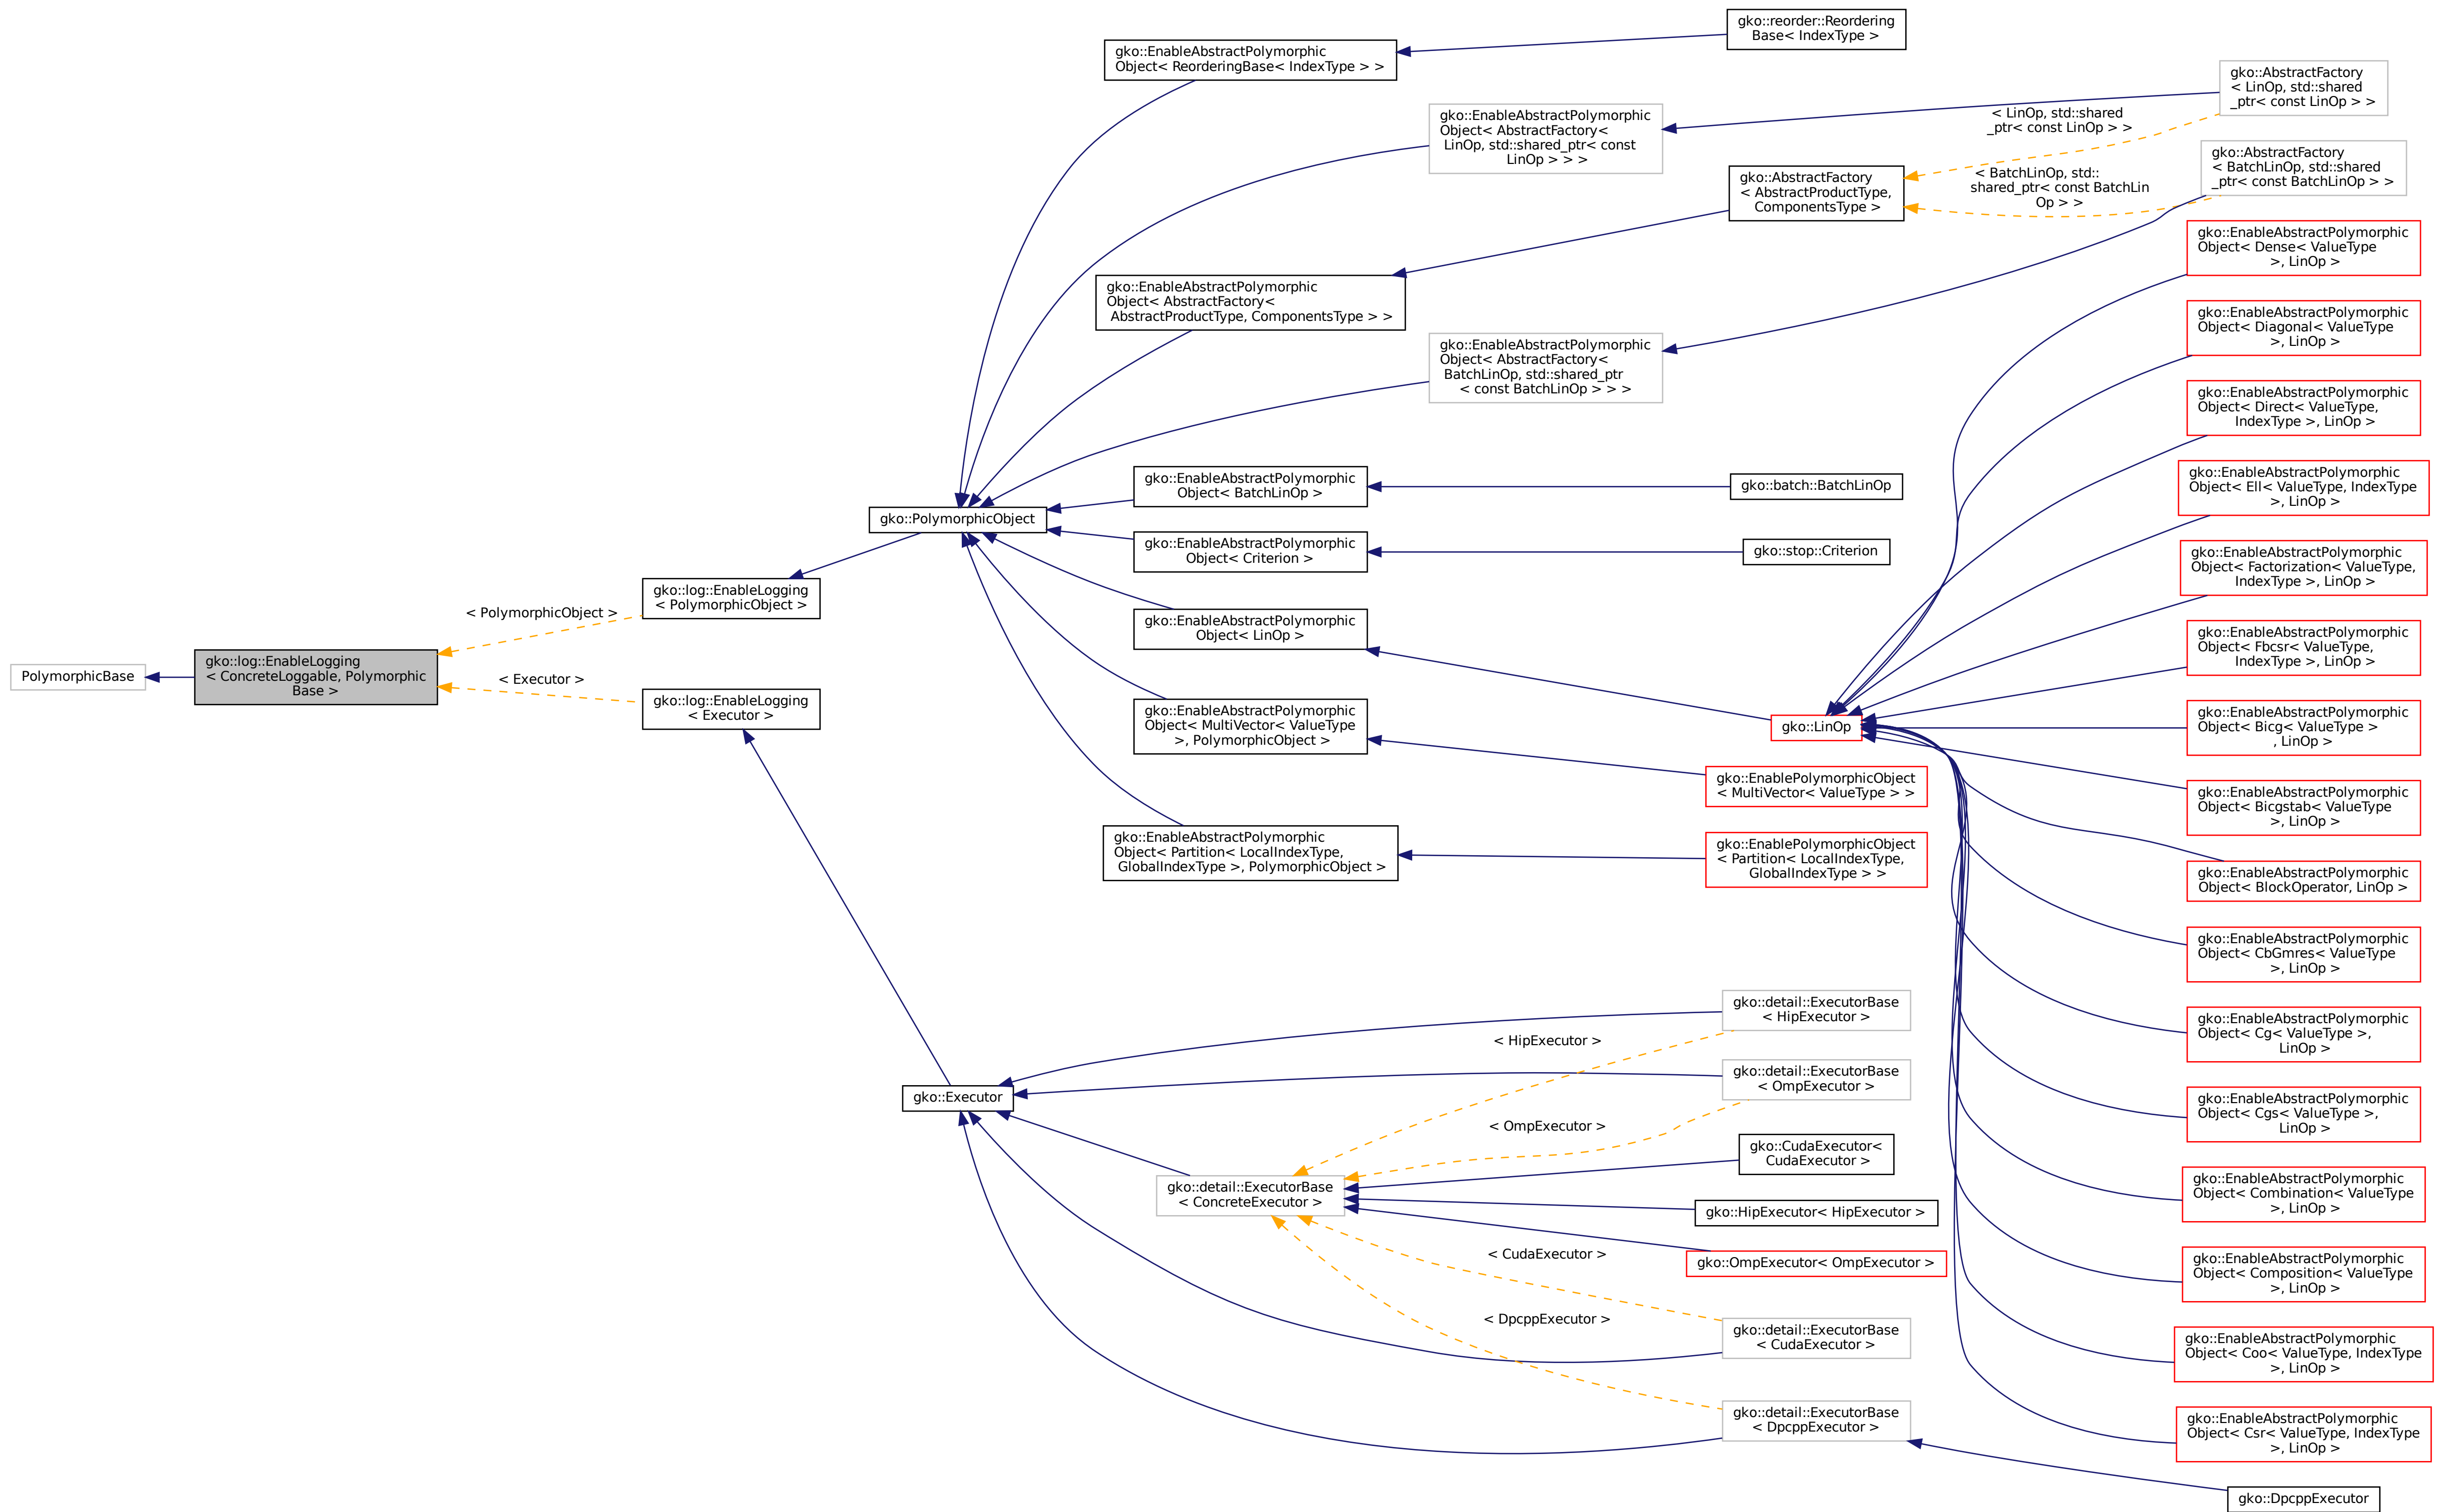 PolymorphicBase
gko::log::EnableLogging
< ConcreteLoggable, Polymorphic
Base >
< PolymorphicObject >
< Executor >
gko::log::EnableLogging
< PolymorphicObject >
gko::log::EnableLogging
< Executor >
gko::PolymorphicObject
gko::Executor
gko::EnableAbstractPolymorphic
Object< ReorderingBase< IndexType > >
gko::reorder::Reordering
Base< IndexType >
gko::EnableAbstractPolymorphic
Object< AbstractFactory<
LinOp, std::shared_ptr< const
LinOp > > >
gko::EnableAbstractPolymorphic
Object< AbstractFactory<
AbstractProductType, ComponentsType > >
gko::EnableAbstractPolymorphic
Object< AbstractFactory<
BatchLinOp, std::shared_ptr
< const BatchLinOp > > >
gko::AbstractFactory
< AbstractProductType,
ComponentsType >
< LinOp, std::shared
_ptr< const LinOp > >
< BatchLinOp, std::
shared_ptr< const BatchLin
Op > >
gko::AbstractFactory
< LinOp, std::shared
_ptr< const LinOp > >
gko::AbstractFactory
< BatchLinOp, std::shared
_ptr< const BatchLinOp > >
gko::EnableAbstractPolymorphic
Object< BatchLinOp >
gko::batch::BatchLinOp
gko::EnableAbstractPolymorphic
Object< Criterion >
gko::stop::Criterion
gko::EnableAbstractPolymorphic
Object< LinOp >
gko::LinOp
gko::EnableAbstractPolymorphic
Object< MultiVector< ValueType
>, PolymorphicObject >
gko::EnablePolymorphicObject
< MultiVector< ValueType > >
gko::EnableAbstractPolymorphic
Object< Partition< LocalIndexType,
GlobalIndexType >, PolymorphicObject >
gko::EnablePolymorphicObject
< Partition< LocalIndexType,
GlobalIndexType > >
gko::EnableAbstractPolymorphic
Object< Dense< ValueType
>, LinOp >
gko::EnableAbstractPolymorphic
Object< Diagonal< ValueType
>, LinOp >
gko::EnableAbstractPolymorphic
Object< Direct< ValueType,
IndexType >, LinOp >
gko::EnableAbstractPolymorphic
Object< Ell< ValueType, IndexType
>, LinOp >
gko::EnableAbstractPolymorphic
Object< Factorization< ValueType,
IndexType >, LinOp >
gko::EnableAbstractPolymorphic
Object< Fbcsr< ValueType,
IndexType >, LinOp >
gko::EnableAbstractPolymorphic
Object< Bicg< ValueType >
, LinOp >
gko::EnableAbstractPolymorphic
Object< Bicgstab< ValueType
>, LinOp >
gko::EnableAbstractPolymorphic
Object< BlockOperator, LinOp >
gko::EnableAbstractPolymorphic
Object< CbGmres< ValueType
>, LinOp >
gko::EnableAbstractPolymorphic
Object< Cg< ValueType >,
LinOp >
gko::EnableAbstractPolymorphic
Object< Cgs< ValueType >,
LinOp >
gko::EnableAbstractPolymorphic
Object< Combination< ValueType
>, LinOp >
gko::EnableAbstractPolymorphic
Object< Composition< ValueType
>, LinOp >
gko::EnableAbstractPolymorphic
Object< Coo< ValueType, IndexType
>, LinOp >
gko::EnableAbstractPolymorphic
Object< Csr< ValueType, IndexType
>, LinOp >
gko::detail::ExecutorBase
< ConcreteExecutor >
< HipExecutor >
< OmpExecutor >
< CudaExecutor >
< DpcppExecutor >
gko::detail::ExecutorBase
< HipExecutor >
gko::detail::ExecutorBase
< OmpExecutor >
gko::CudaExecutor<
CudaExecutor >
gko::HipExecutor< HipExecutor >
gko::OmpExecutor< OmpExecutor >
gko::detail::ExecutorBase
< CudaExecutor >
gko::detail::ExecutorBase
< DpcppExecutor >
gko::DpcppExecutor